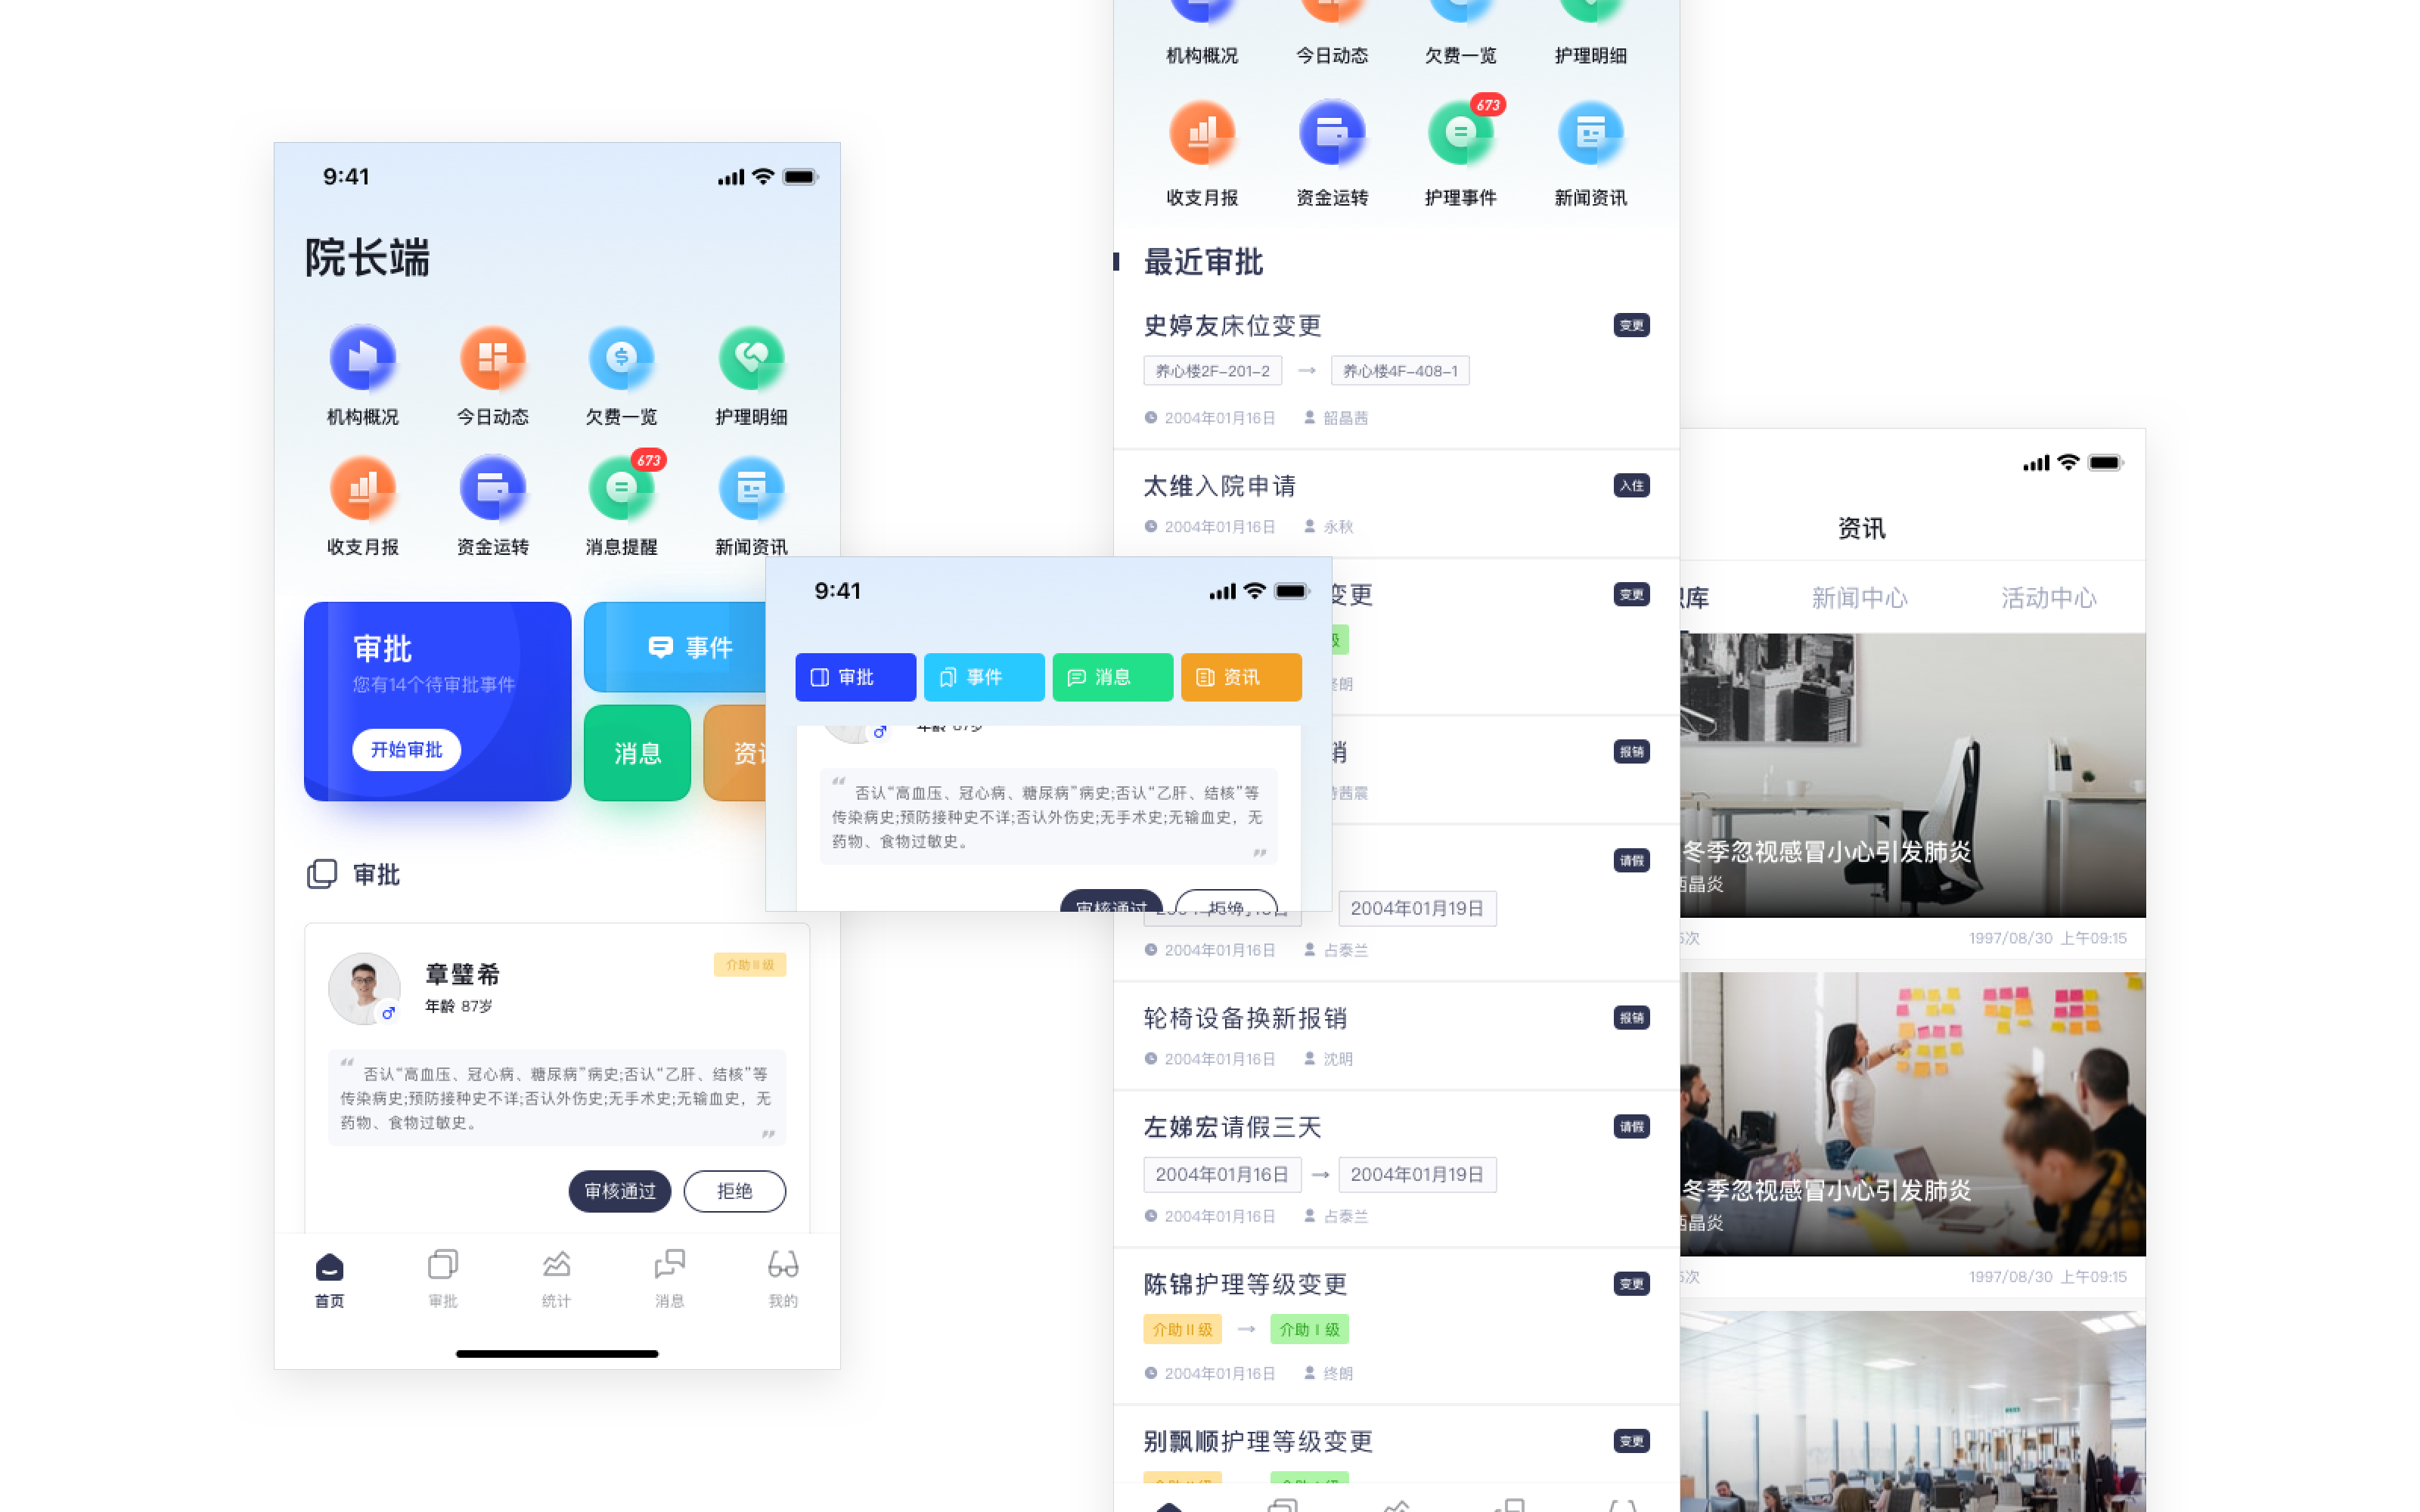 9:41
院长端
机构概况 今日动态 欠费一览 护理明细
673
收支月报 资金运转 消息提醒 新闻资讯
审批
您有14个待审批事件
开始审批
事件
消息
审批
章璧希
介助II级
年龄 87岁
“
否认“高血压、冠心病、糖尿病”病史;否认“乙肝、结核”等
传染病史;预防接种史不详;否认外伤史;无手术史;无输血史，无
药物、食物过敏史。
”
审核通过 拒绝
首页 审批 统计 消息 我的
9:41
审批 事件 消息 资讯
年龄 87岁
“
否认“高血压、冠心病、糖尿病”病史;否认“乙肝、结核”等
传染病史;预防接种史不详;否认外伤史;无手术史;无输血史，无
药物、食物过敏史。
”
审核通过 拒绝
机构概况 今日动态 欠费一览 护理明细
673
收支月报 资金运转 护理事件 新闻资讯
最近审批
史婷友床位变更 变更
养心楼2F-201-2 → 养心楼4F-408-1
2004年01月16日 韶晶茜
太维入院申请 入住
2004年01月16日 永秋
变更 变更
级
终朗
销 报销
茜震
请假
2004年01月19日
2004年01月16日 占泰兰
轮椅设备换新报销 报销
2004年01月16日 沈明
左娣宏请假三天 请假
2004年01月16日 → 2004年01月19日
2004年01月16日 占泰兰
陈锦护理等级变更 变更
介助II级 → 介助I级
2004年01月16日 终朗
别飘顺护理等级变更 变更
资讯
库 新闻中心 活动中心
冬季忽视感冒小心引发肺炎
晶炎
次 1997/08/30 上午09:15
冬季忽视感冒小心引发肺炎
晶炎
次 1997/08/30 上午09:15